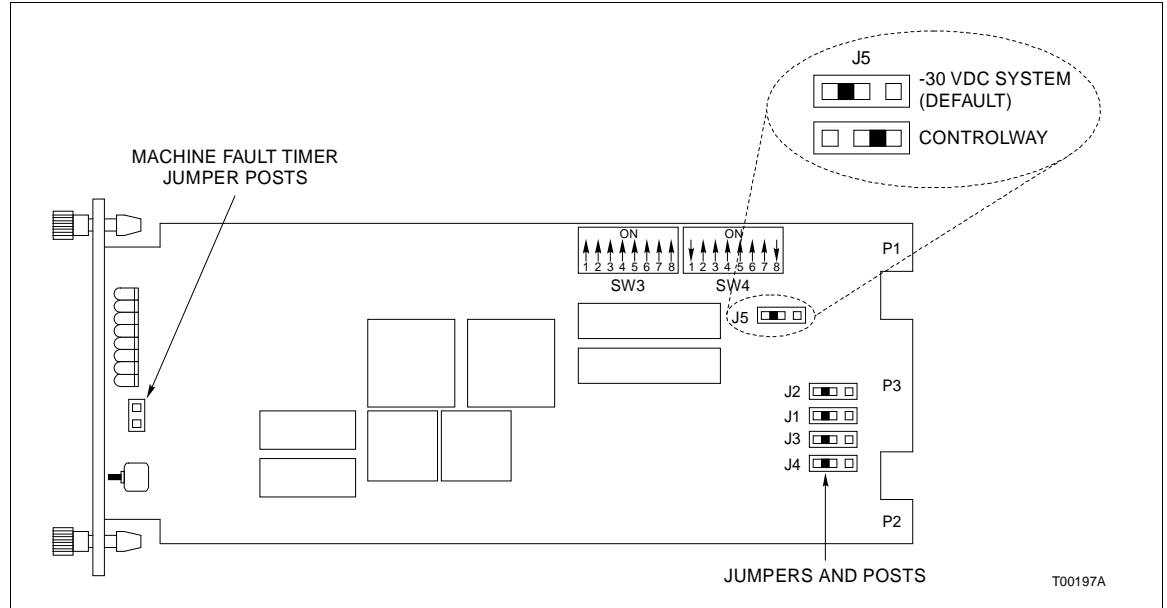 J5
-30 VDC SYSTEM
(DEFAULT)
CONTROLWAY
MACHINE FAULT TIMER
JUMPER POSTS
ON
1 2 3 4 5 6 7 8
SW3
ON
1 2 3 4 5 6 7 8
SW4
P1
J5
J2
J1
J3
J4
P3
P2
JUMPERS AND POSTS
T00197A